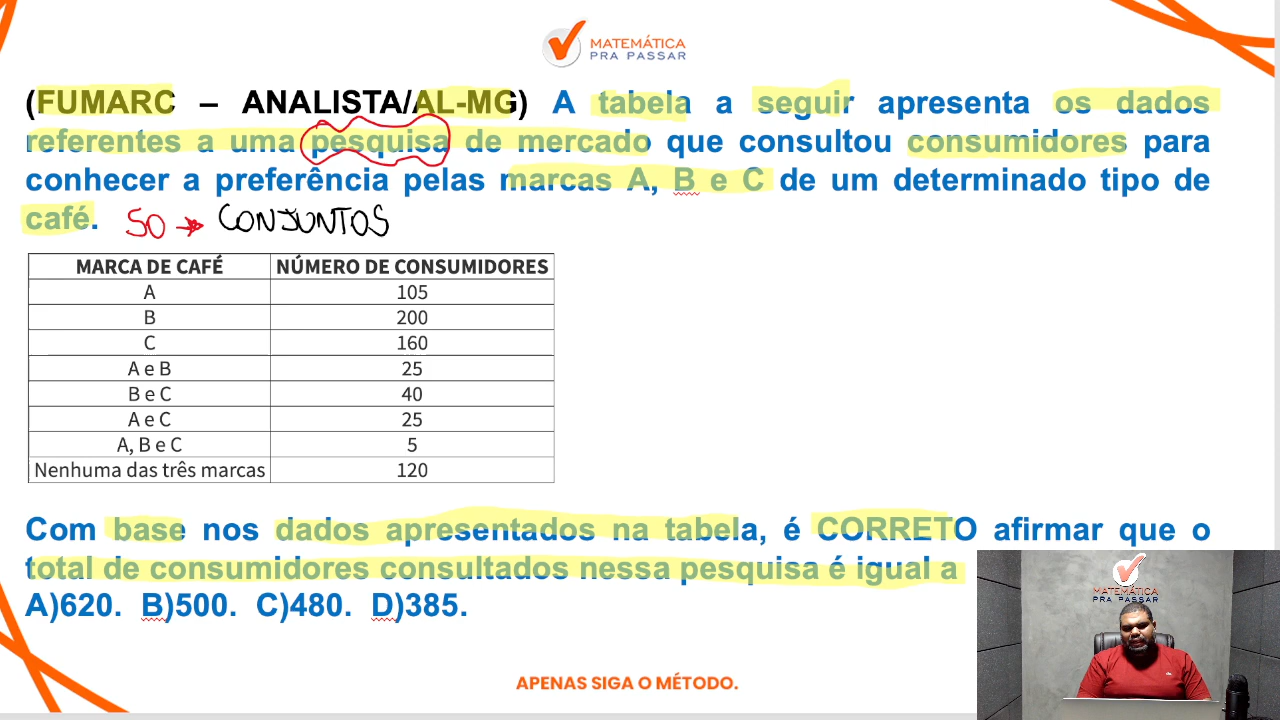 MATEMÁTICA
PRA PASSAR
(FUMARC – ANALISTA/AL-MG) A tabela a seguir apresenta os dados
referentes a uma pesquisa de mercado que consultou consumidores para
conhecer a preferência pelas marcas A, B e C de um determinado tipo de
café. SO → CONJUNTOS
MARCA DE CAFÉ NÚMERO DE CONSUMIDORES
A 105
B 200
C 160
A e B 25
B e C 40
A e C 25
A, B e C 5
Nenhuma das três marcas 120
Com base nos dados apresentados na tabela, é CORRETO afirmar que o
total de consumidores consultados nessa pesquisa é igual a
A)620. B)500. C)480. D)385.
MATEMÁTICA
PRA PASSAR
APENAS SIGA O MÉTODO.